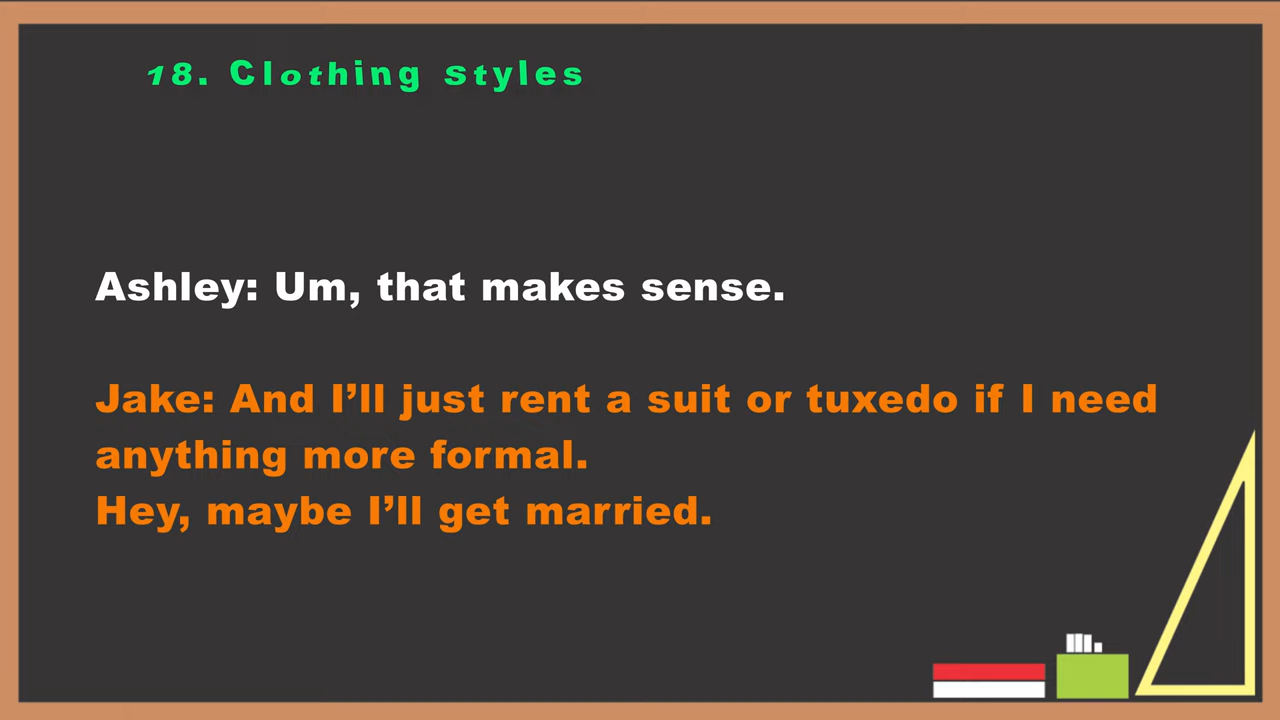 18. Clothing styles
Ashley: Um, that makes sense.
Jake: And I’ll just rent a suit or tuxedo if I need
anything more formal.
Hey, maybe I’ll get married.